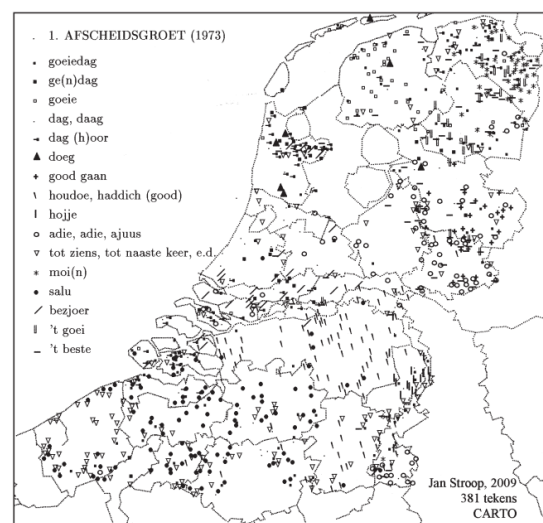 1. AFSCHEIDSGROET (1973)
goeiedag
ge(n)dag
goeie
dag, daag
dag (h)oor
doeg
good gaan
houdoe, haddich (good)
hojje
adie, adie, ajuus
tot ziens, tot naaste keer, e.d.
moi(n)
salu
bezjoer
't goei
't beste
Jan Stroop, 2009
381 tekens
CARTO